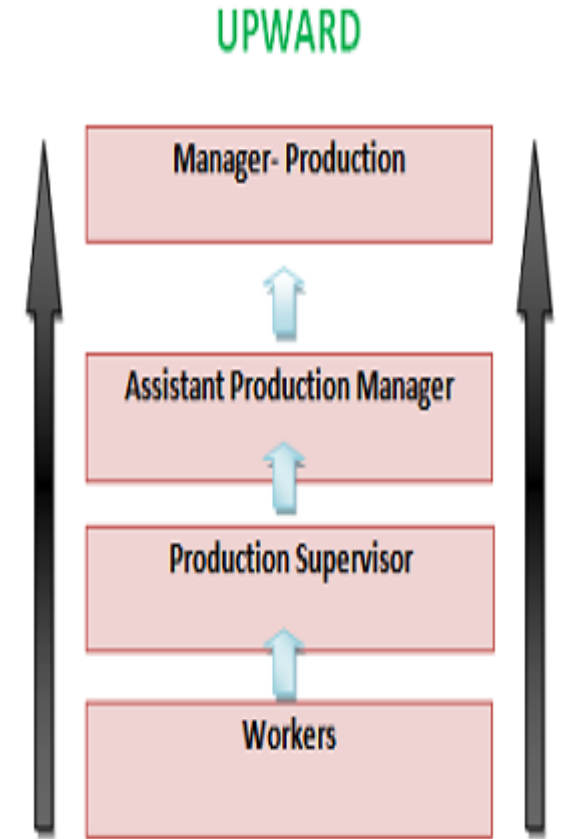 UPWARD
Manager- Production
Assistant Production Manager
Production Supervisor
Workers